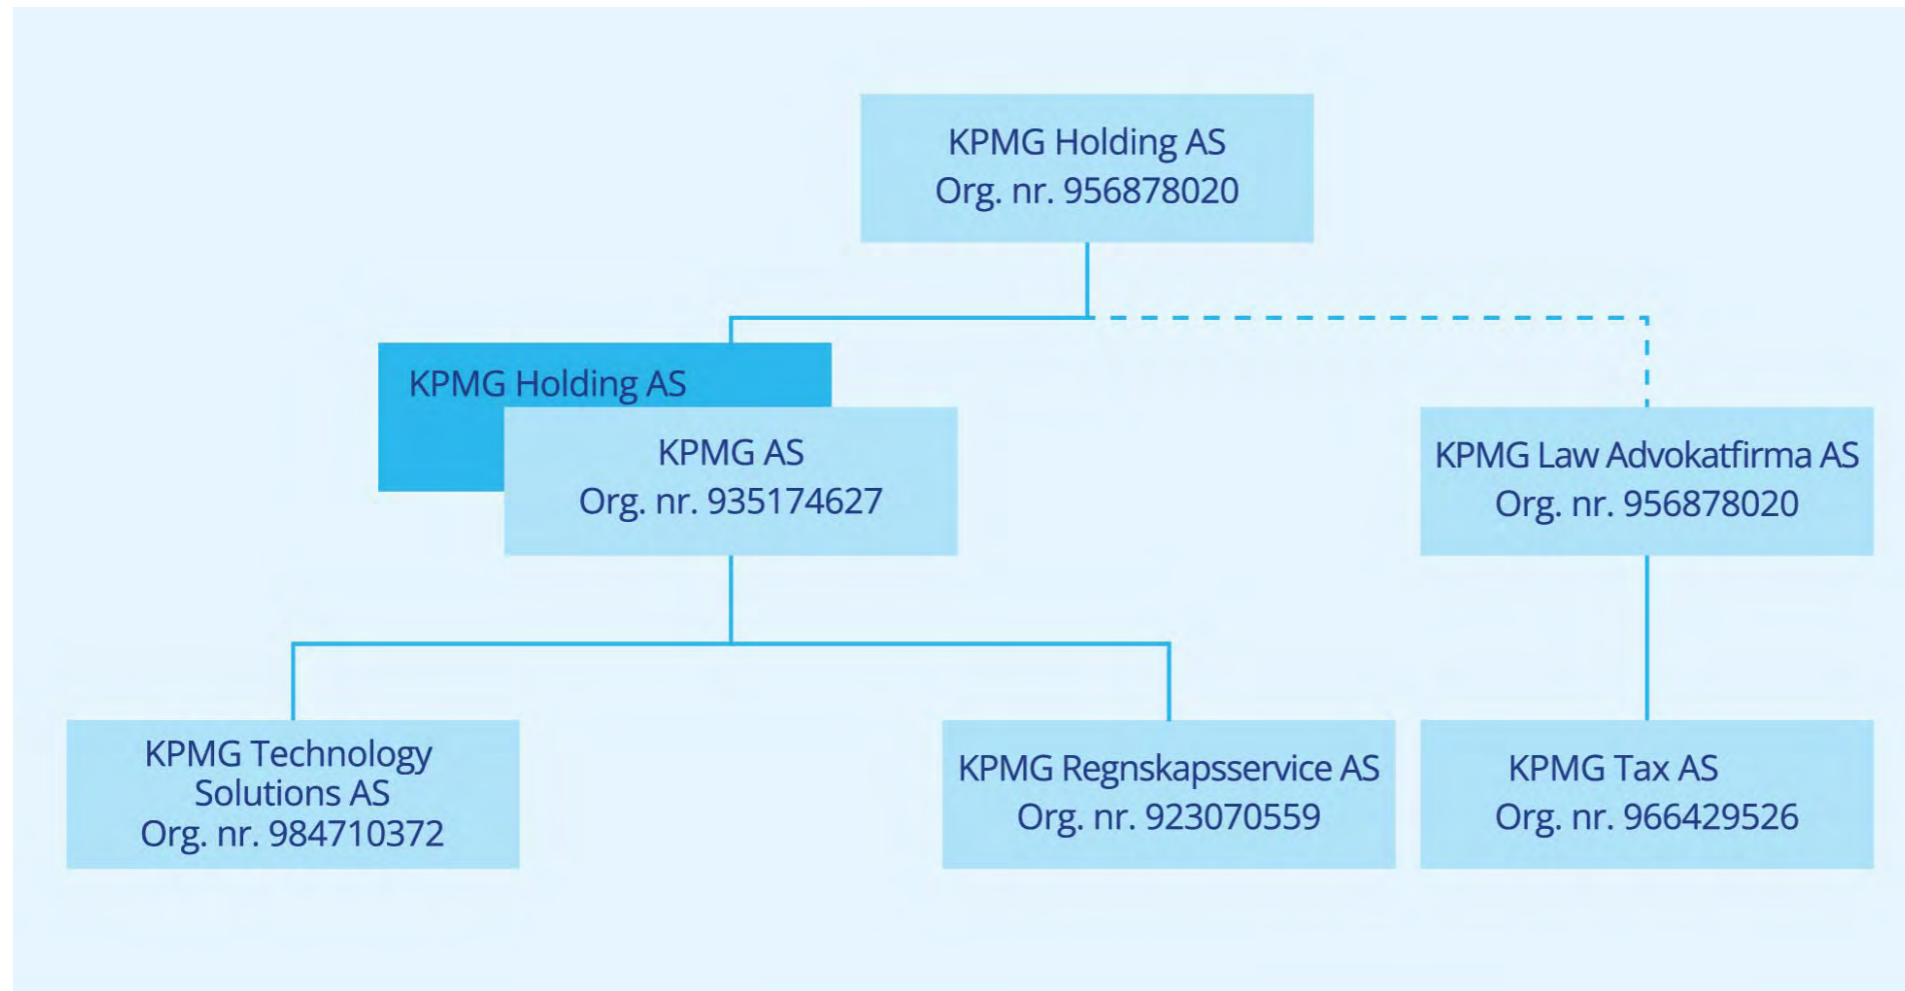 KPMG Holding AS
Org. nr. 956878020
KPMG Holding AS
KPMG AS
Org. nr. 935174627
KPMG Law Advokatfirma AS
Org. nr. 956878020
KPMG Technology
Solutions AS
Org. nr. 984710372
KPMG Regnskapsservice AS
Org. nr. 923070559
KPMG Tax AS
Org. nr. 966429526